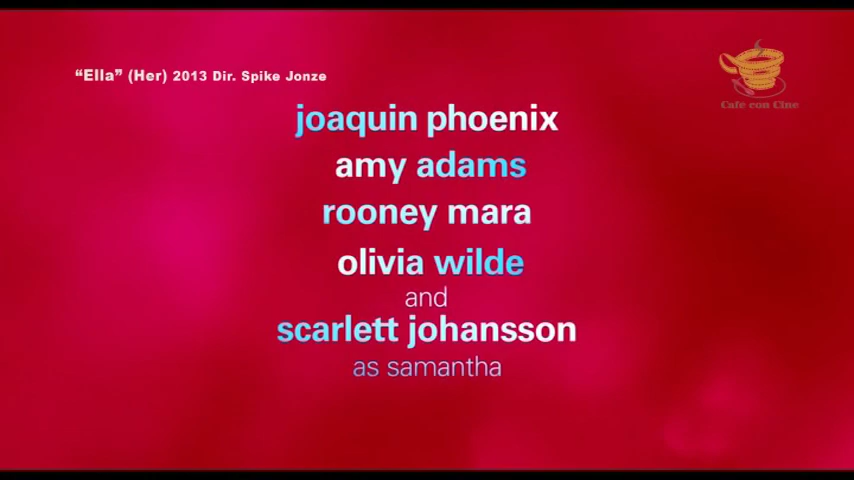 “Ella” (Her) 2013 Dir. Spike Jonze
Cafe con Cine
joaquin phoenix
amy adams
rooney mara
olivia wilde
and
scarlett johansson
as samantha